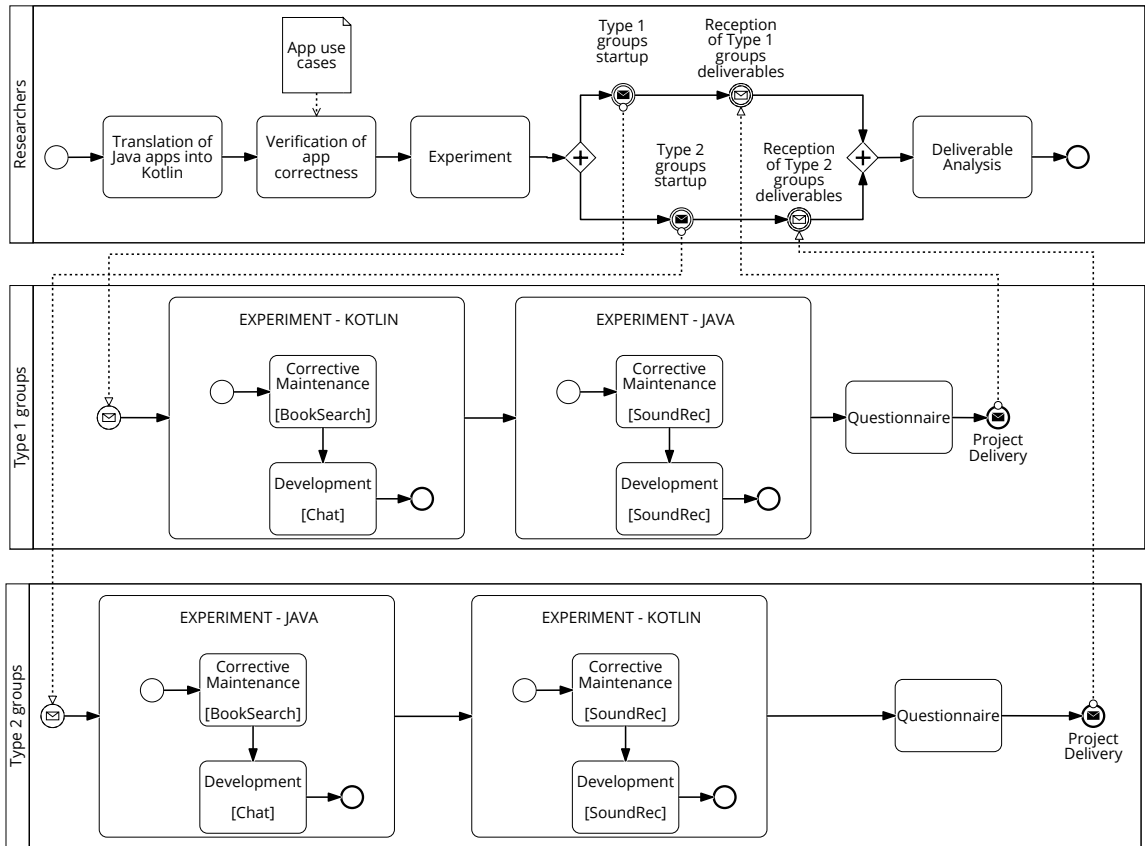 Researchers
App use
cases
Type 1
groups
startup
Reception
of Type 1
groups
deliverables
Translation of
Java apps into
Kotlin
Verification of
app
correctness
Experiment
Type 2
groups
startup
Reception
of Type 2
groups
deliverables
Deliverable
Analysis
Type 1 groups
EXPERIMENT - KOTLIN
Corrective
Maintenance
[BookSearch]
Development
[Chat]
EXPERIMENT - JAVA
Corrective
Maintenance
[SoundRec]
Development
[SoundRec]
Questionnaire
Project
Delivery
Type 2 groups
EXPERIMENT - JAVA
Corrective
Maintenance
[BookSearch]
Development
[Chat]
EXPERIMENT - KOTLIN
Corrective
Maintenance
[SoundRec]
Development
[SoundRec]
Questionnaire
Project
Delivery